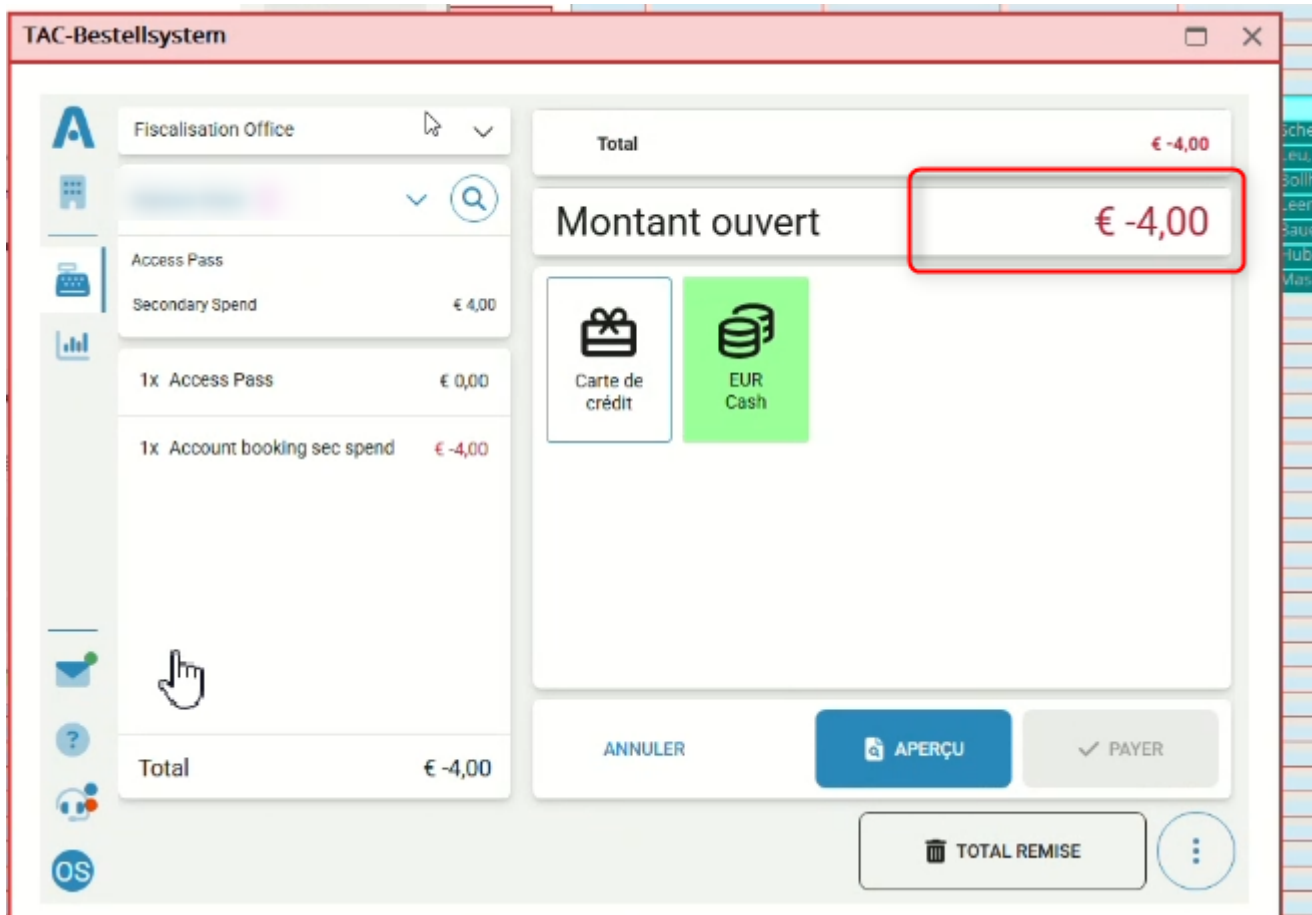 TAC-Bestellsystem
Fiscalisation Office
Access Pass
Secondary Spend € 4,00
1x Access Pass € 0,00
1x Account booking sec spend € -4,00
Total € -4,00
Total € -4,00
Montant ouvert € -4,00
Carte de
crédit
EUR
Cash
ANNULER
APERÇU
PAYER
TOTAL REMISE
?
OS